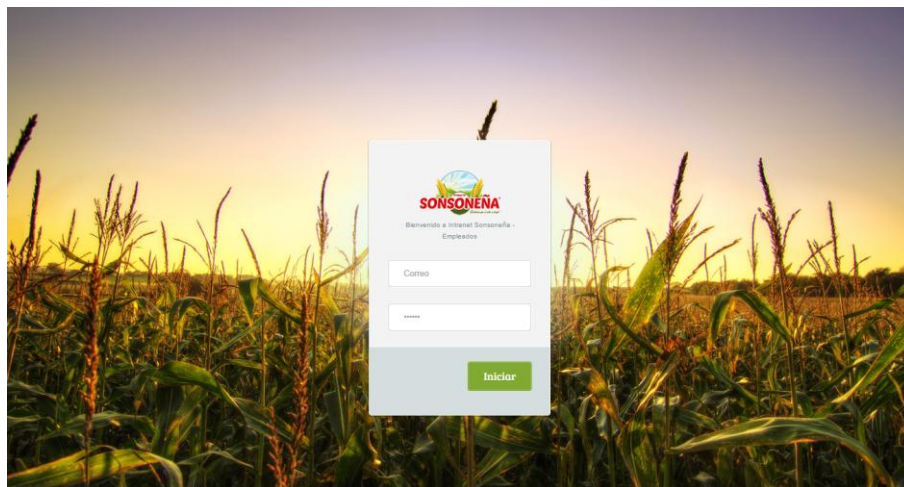 SONSONEÑA
Bienvenido a Intranet Sonsoneña -
Empleados
Correo
••••••
Iniciar